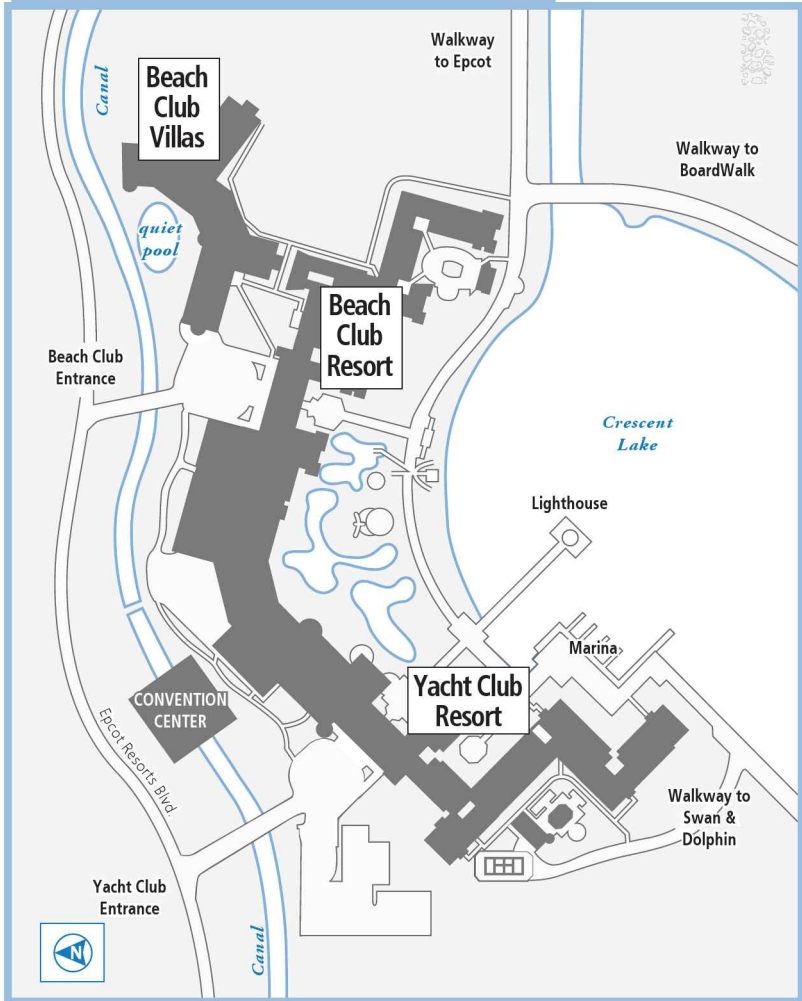 Walkway
to Epcot
Canal
Beach
Club
Villas
Walkway to
BoardWalk
quiet
pool
Beach
Club
Resort
Beach Club
Entrance
Crescent
Lake
Lighthouse
Marina
Yacht Club
Resort
CONVENTION
CENTER
Epcot Resorts Blvd.
Walkway to
Swan &
Dolphin
Yacht Club
Entrance
Canal
N